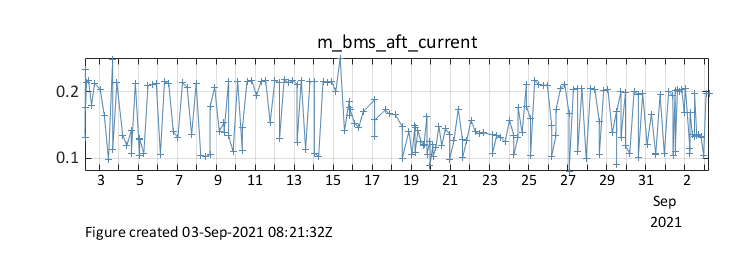 m_bms_aft_current
0.2
0.1
3 5 7 9 11 13 15 17 19 21 23 25 27 29 31 2
Sep
2021
Figure created 03-Sep-2021 08:21:32Z